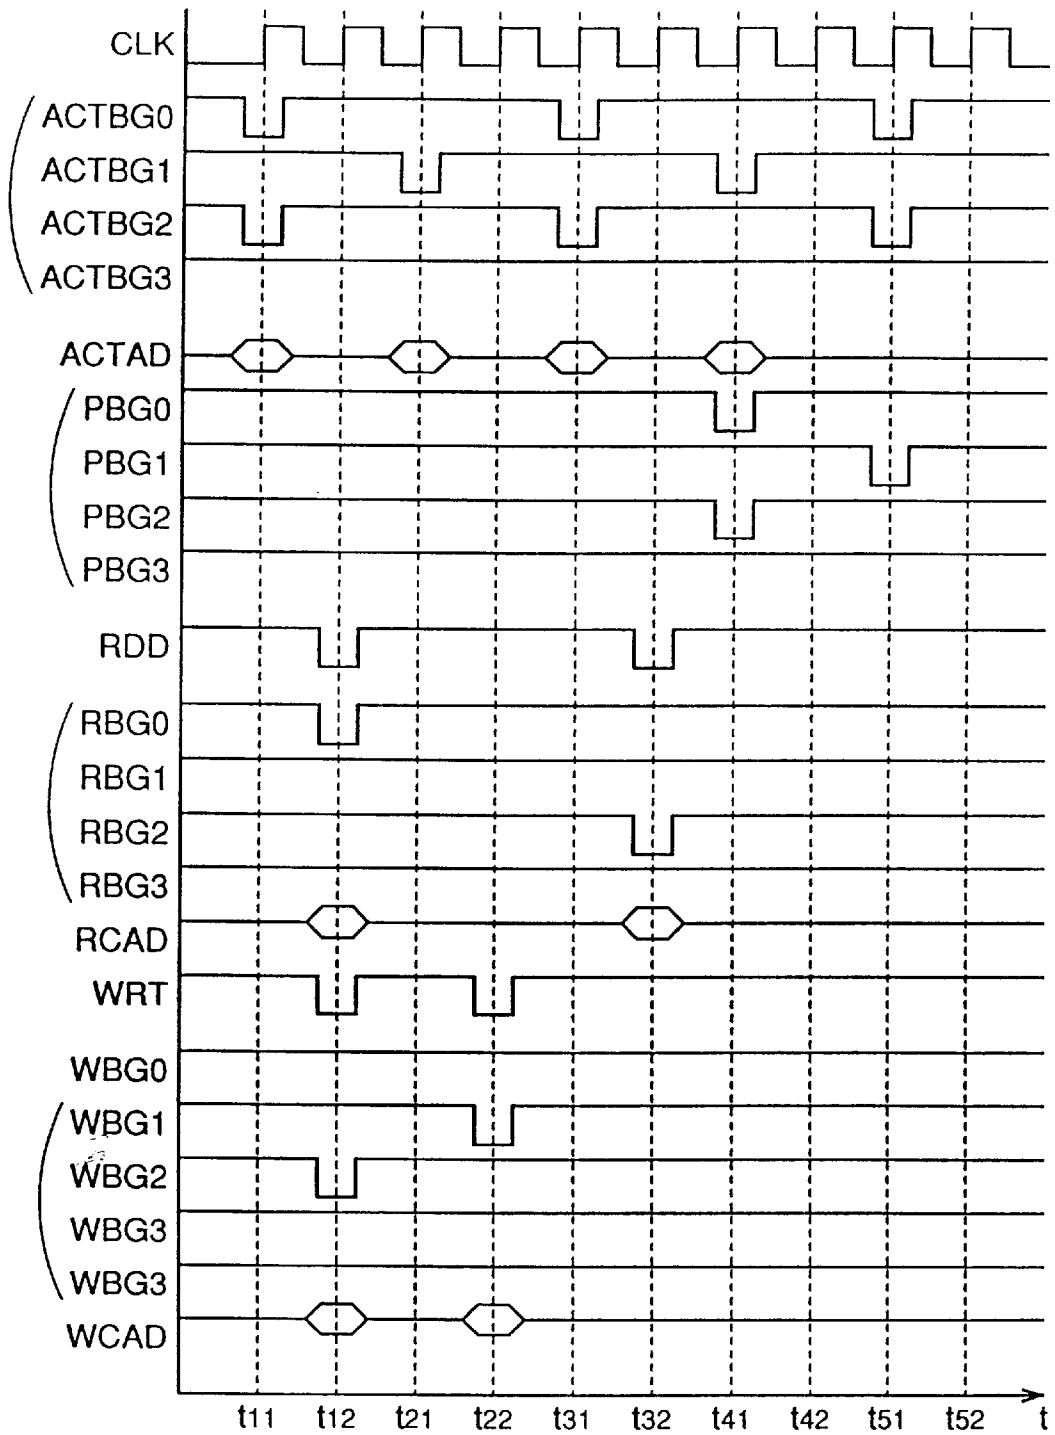 CLK
ACTBG0
ACTBG1
ACTBG2
ACTBG3
ACTAD
PBG0
PBG1
PBG2
PBG3
RDD
RBG0
RBG1
RBG2
RBG3
RCAD
WRT
WBG0
WBG1
WBG2
WBG3
WBG3
WCAD
t11 t12 t21 t22 t31 t32 t41 t42 t51 t52 t